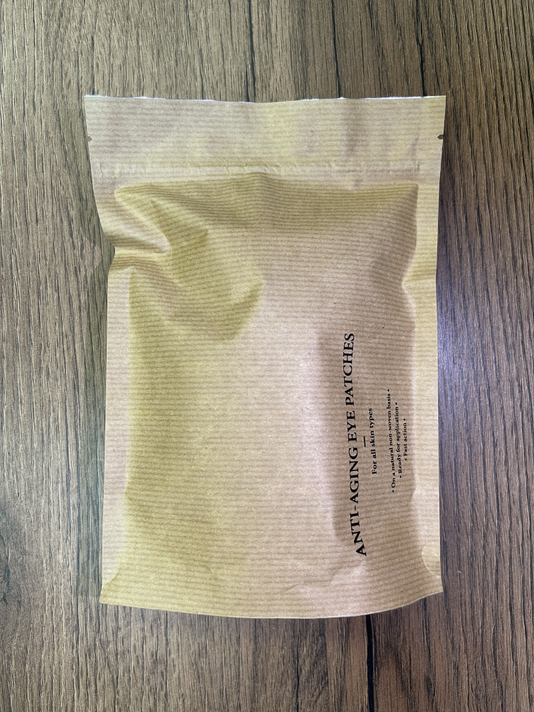 ANTI-AGING EYE PATCHES
For all skin types
• On a natural non-woven basis •
• Ready for application •
• Fast action •